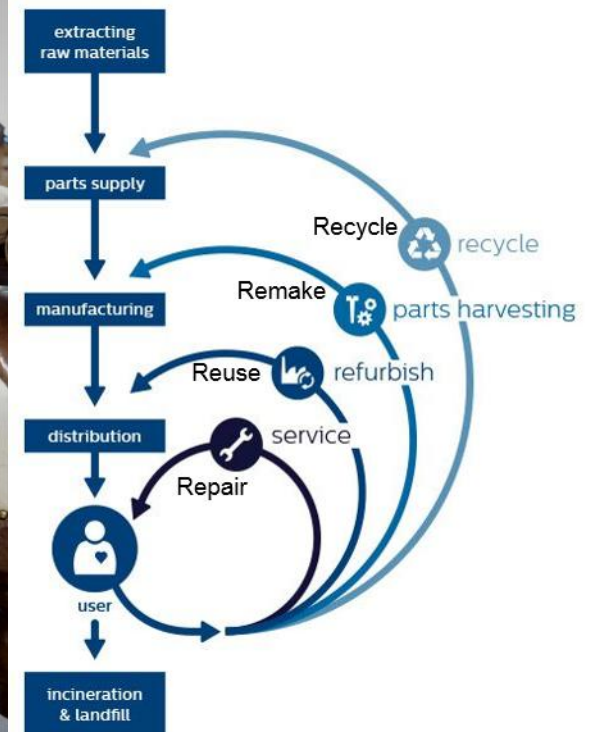 extracting
raw materials
parts supply
Recycle
recycle
Remake
manufacturing
parts harvesting
Reuse
refurbish
distribution
service
Repair
user
incineration
& landfill